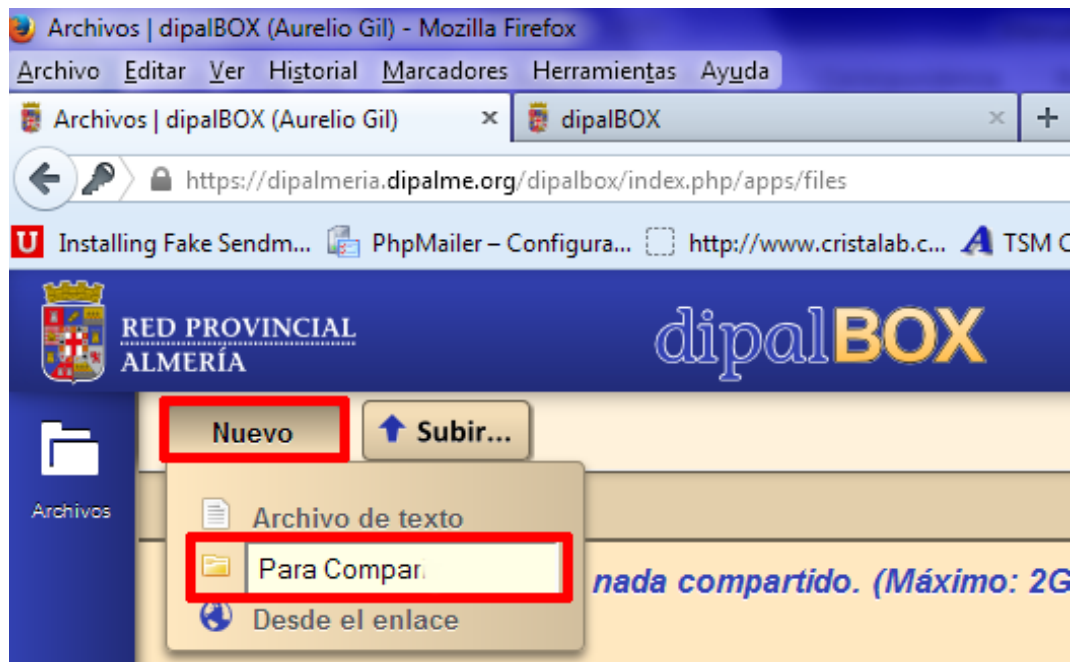 Archivos | dipalBOX (Aurelio Gil) - Mozilla Firefox
Archivo Editar Ver Historial Marcadores Herramientas Ayuda
Archivos | dipalBOX (Aurelio Gil) × dipalBOX × +
https://dipalmeria.dipalme.org/dipalbox/index.php/apps/files
U Installing Fake Sendm... PhpMailer – Configura... http://www.cristalab.c... A TSM C
RED PROVINCIAL
ALMERÍA
dipalBOX
Nuevo Subir...
Archivos
Archivo de texto
Para Compar
nada compartido. (Máximo: 2G
Desde el enlace